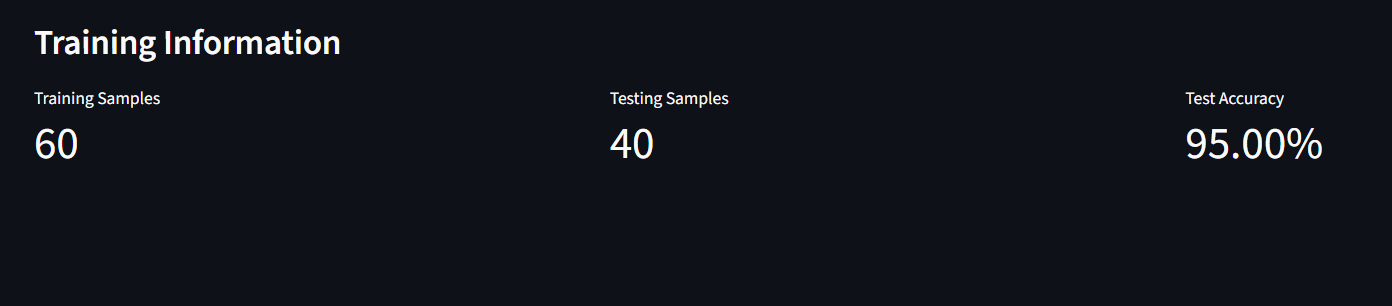 Training Information
Training Samples
60
Testing Samples
40
Test Accuracy
95.00%